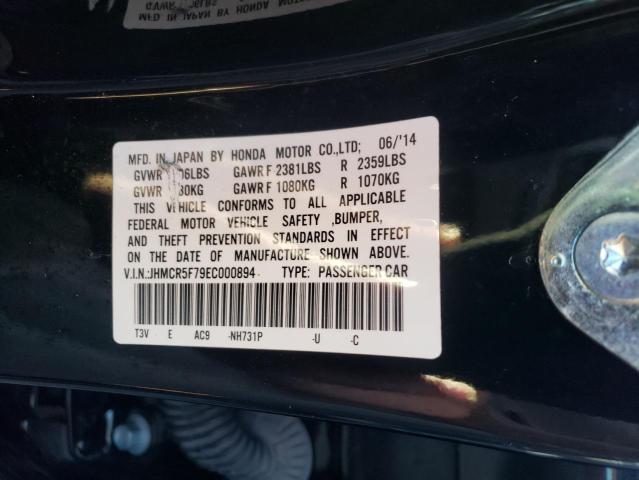 MFD. IN JAPAN BY HONDA MOTOR CO.,LTD; 06/'14
GVWR 06LBS GAWR F 2381LBS R 2359LBS
GVWR 80KG GAWR F 1080KG R 1070KG
THIS VEHICLE CONFORMS TO ALL APPLICABLE
FEDERAL MOTOR VEHICLE SAFETY ,BUMPER,
AND THEFT PREVENTION STANDARDS IN EFFECT
ON THE DATE OF MANUFACTURE SHOWN ABOVE.
V.I.N.:JHMCR5F79EC000894 TYPE: PASSENGER CAR
T3V E AC9 -NH731P -U -C